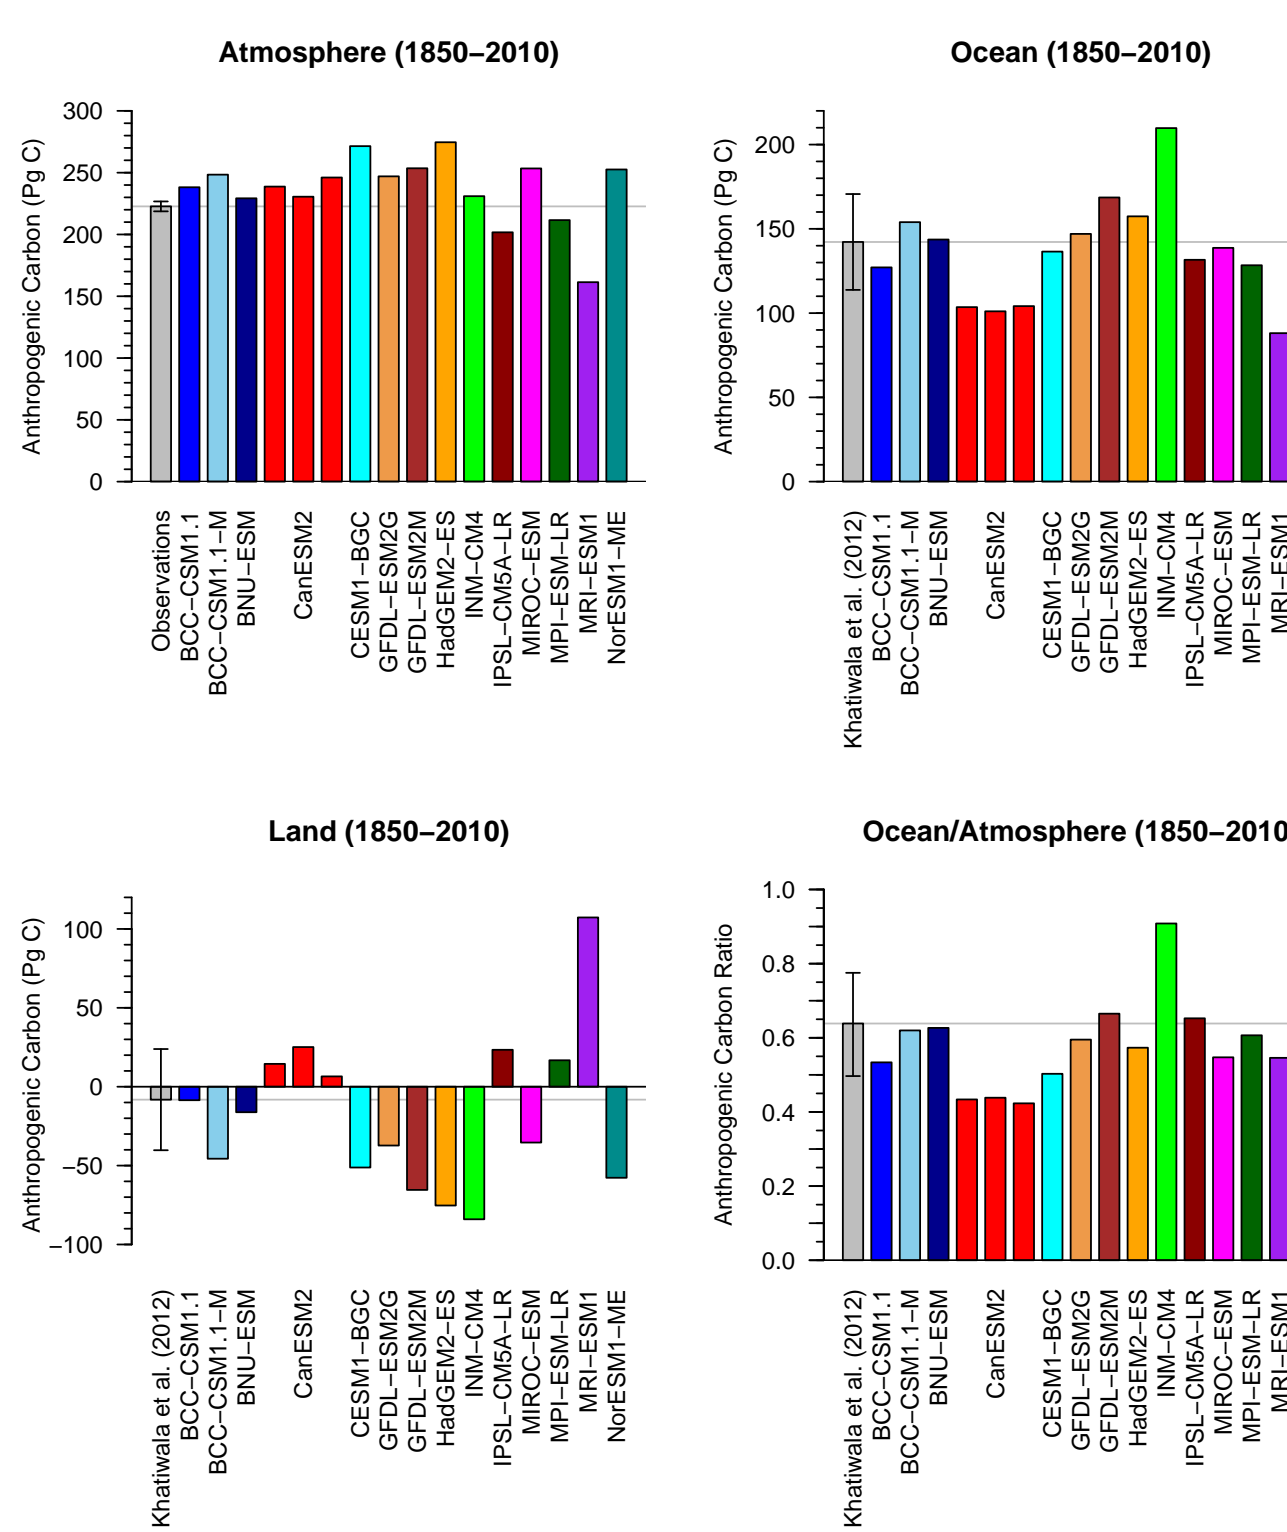 Atmosphere (1850−2010)
Anthropogenic Carbon (Pg C)
300
250
200
150
100
50
0
Observations
BCC−CSM1.1
BCC−CSM1.1−M
BNU−ESM
CanESM2
CESM1−BGC
GFDL−ESM2G
GFDL−ESM2M
HadGEM2−ES
INM−CM4
IPSL−CM5A−LR
MIROC−ESM
MPI−ESM−LR
MRI−ESM1
NorESM1−ME
Ocean (1850−2010)
Anthropogenic Carbon (Pg C)
200
150
100
50
0
Khatiwala et al. (2012)
BCC−CSM1.1
BCC−CSM1.1−M
BNU−ESM
CanESM2
CESM1−BGC
GFDL−ESM2G
GFDL−ESM2M
HadGEM2−ES
INM−CM4
IPSL−CM5A−LR
MIROC−ESM
MPI−ESM−LR
MRI−ESM1
Land (1850−2010)
Anthropogenic Carbon (Pg C)
100
50
0
−50
−100
Khatiwala et al. (2012)
BCC−CSM1.1
BCC−CSM1.1−M
BNU−ESM
CanESM2
CESM1−BGC
GFDL−ESM2G
GFDL−ESM2M
HadGEM2−ES
INM−CM4
IPSL−CM5A−LR
MIROC−ESM
MPI−ESM−LR
MRI−ESM1
NorESM1−ME
Ocean/Atmosphere (1850−2010
Anthropogenic Carbon Ratio
1.0
0.8
0.6
0.4
0.2
0.0
Khatiwala et al. (2012)
BCC−CSM1.1
BCC−CSM1.1−M
BNU−ESM
CanESM2
CESM1−BGC
GFDL−ESM2G
GFDL−ESM2M
HadGEM2−ES
INM−CM4
IPSL−CM5A−LR
MIROC−ESM
MPI−ESM−LR
MRI−ESM1